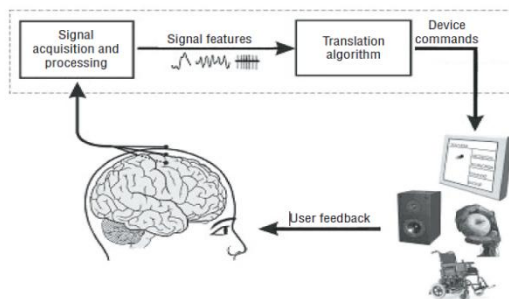 Signal
acquisition and
processing
Signal features
Translation
algorithm
Device
commands
User feedback